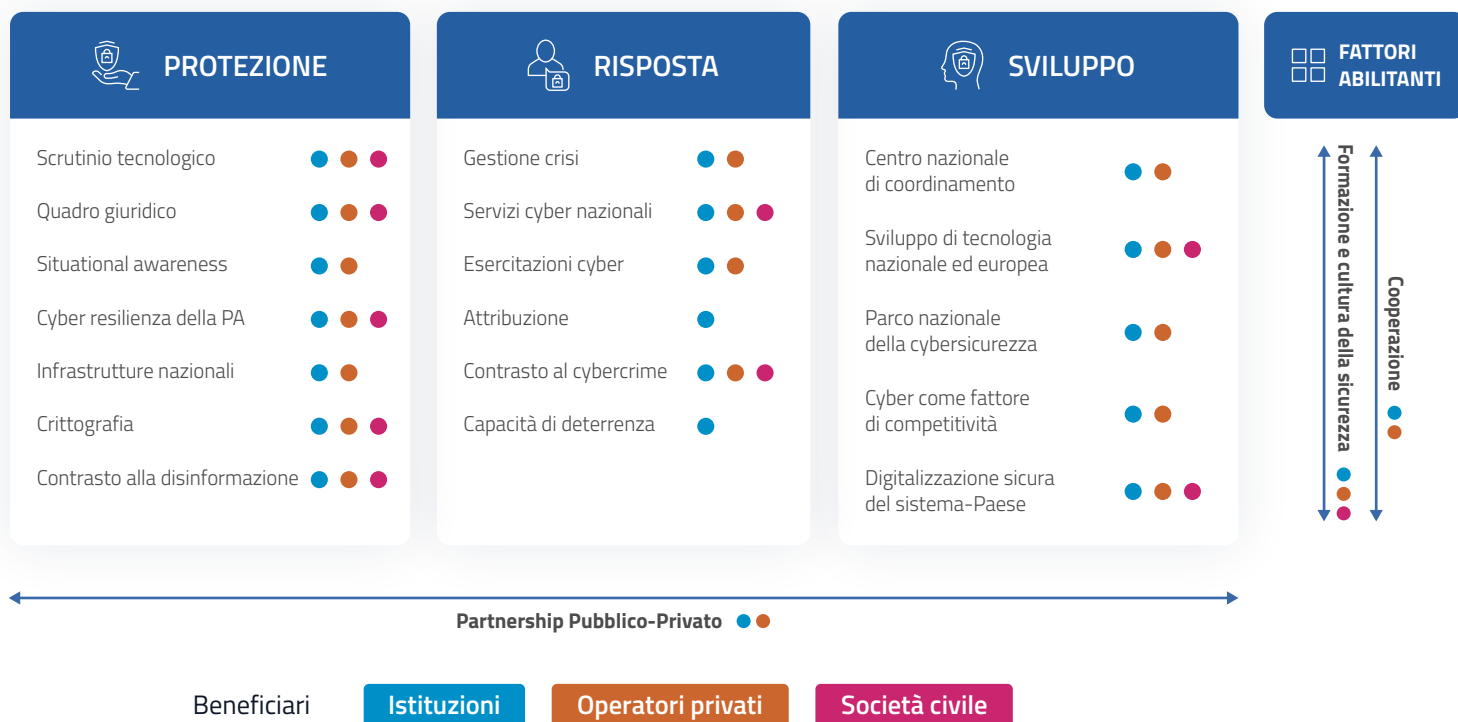 PROTEZIONE
Scrutinio tecnologico
Quadro giuridico
Situational awareness
Cyber resilienza della PA
Infrastrutture nazionali
Crittografia
Contrasto alla disinformazione
RISPOSTA
Gestione crisi
Servizi cyber nazionali
Esercitazioni cyber
Attribuzione
Contrasto al cybercrime
Capacità di deterrenza
SVILUPPO
Centro nazionale
di coordinamento
Sviluppo di tecnologia
nazionale ed europea
Parco nazionale
della cybersicurezza
Cyber come fattore
di competitività
Digitalizzazione sicura
del sistema-Paese
FATTORI
ABILITANTI
Formazione e cultura della sicurezza
Cooperazione
Partnership Pubblico-Privato
Beneficiari
Istituzioni
Operatori privati
Società civile